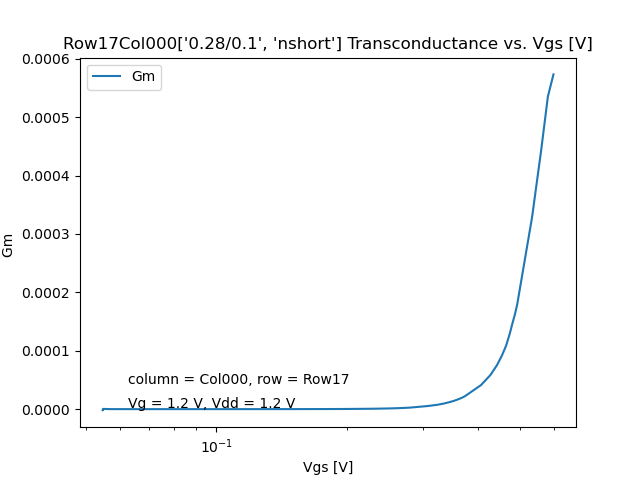 Row17Col000['0.28/0.1', 'nshort'] Transconductance vs. Vgs [V]
Gm
0.0006
0.0005
0.0004
0.0003
0.0002
0.0001
0.0000
Gm
column = Col000, row = Row17
Vg = 1.2 V, Vdd = 1.2 V
10⁻¹
Vgs [V]